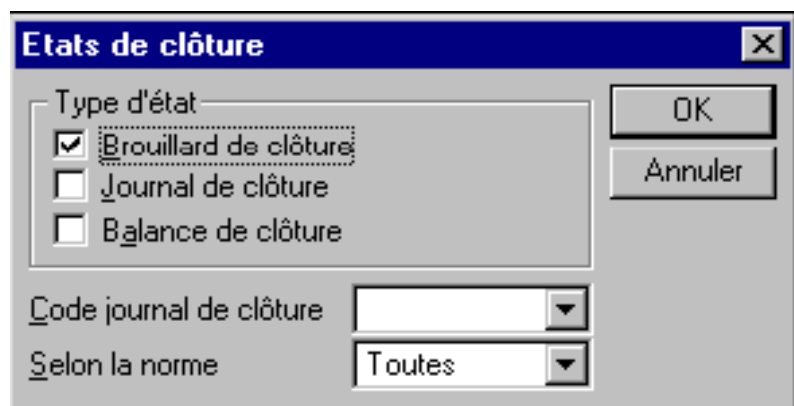 Etats de clôture
Type d'état
Brouillard de clôture
Journal de clôture
Balance de clôture
OK
Annuler
Code journal de clôture
Selon la norme Toutes